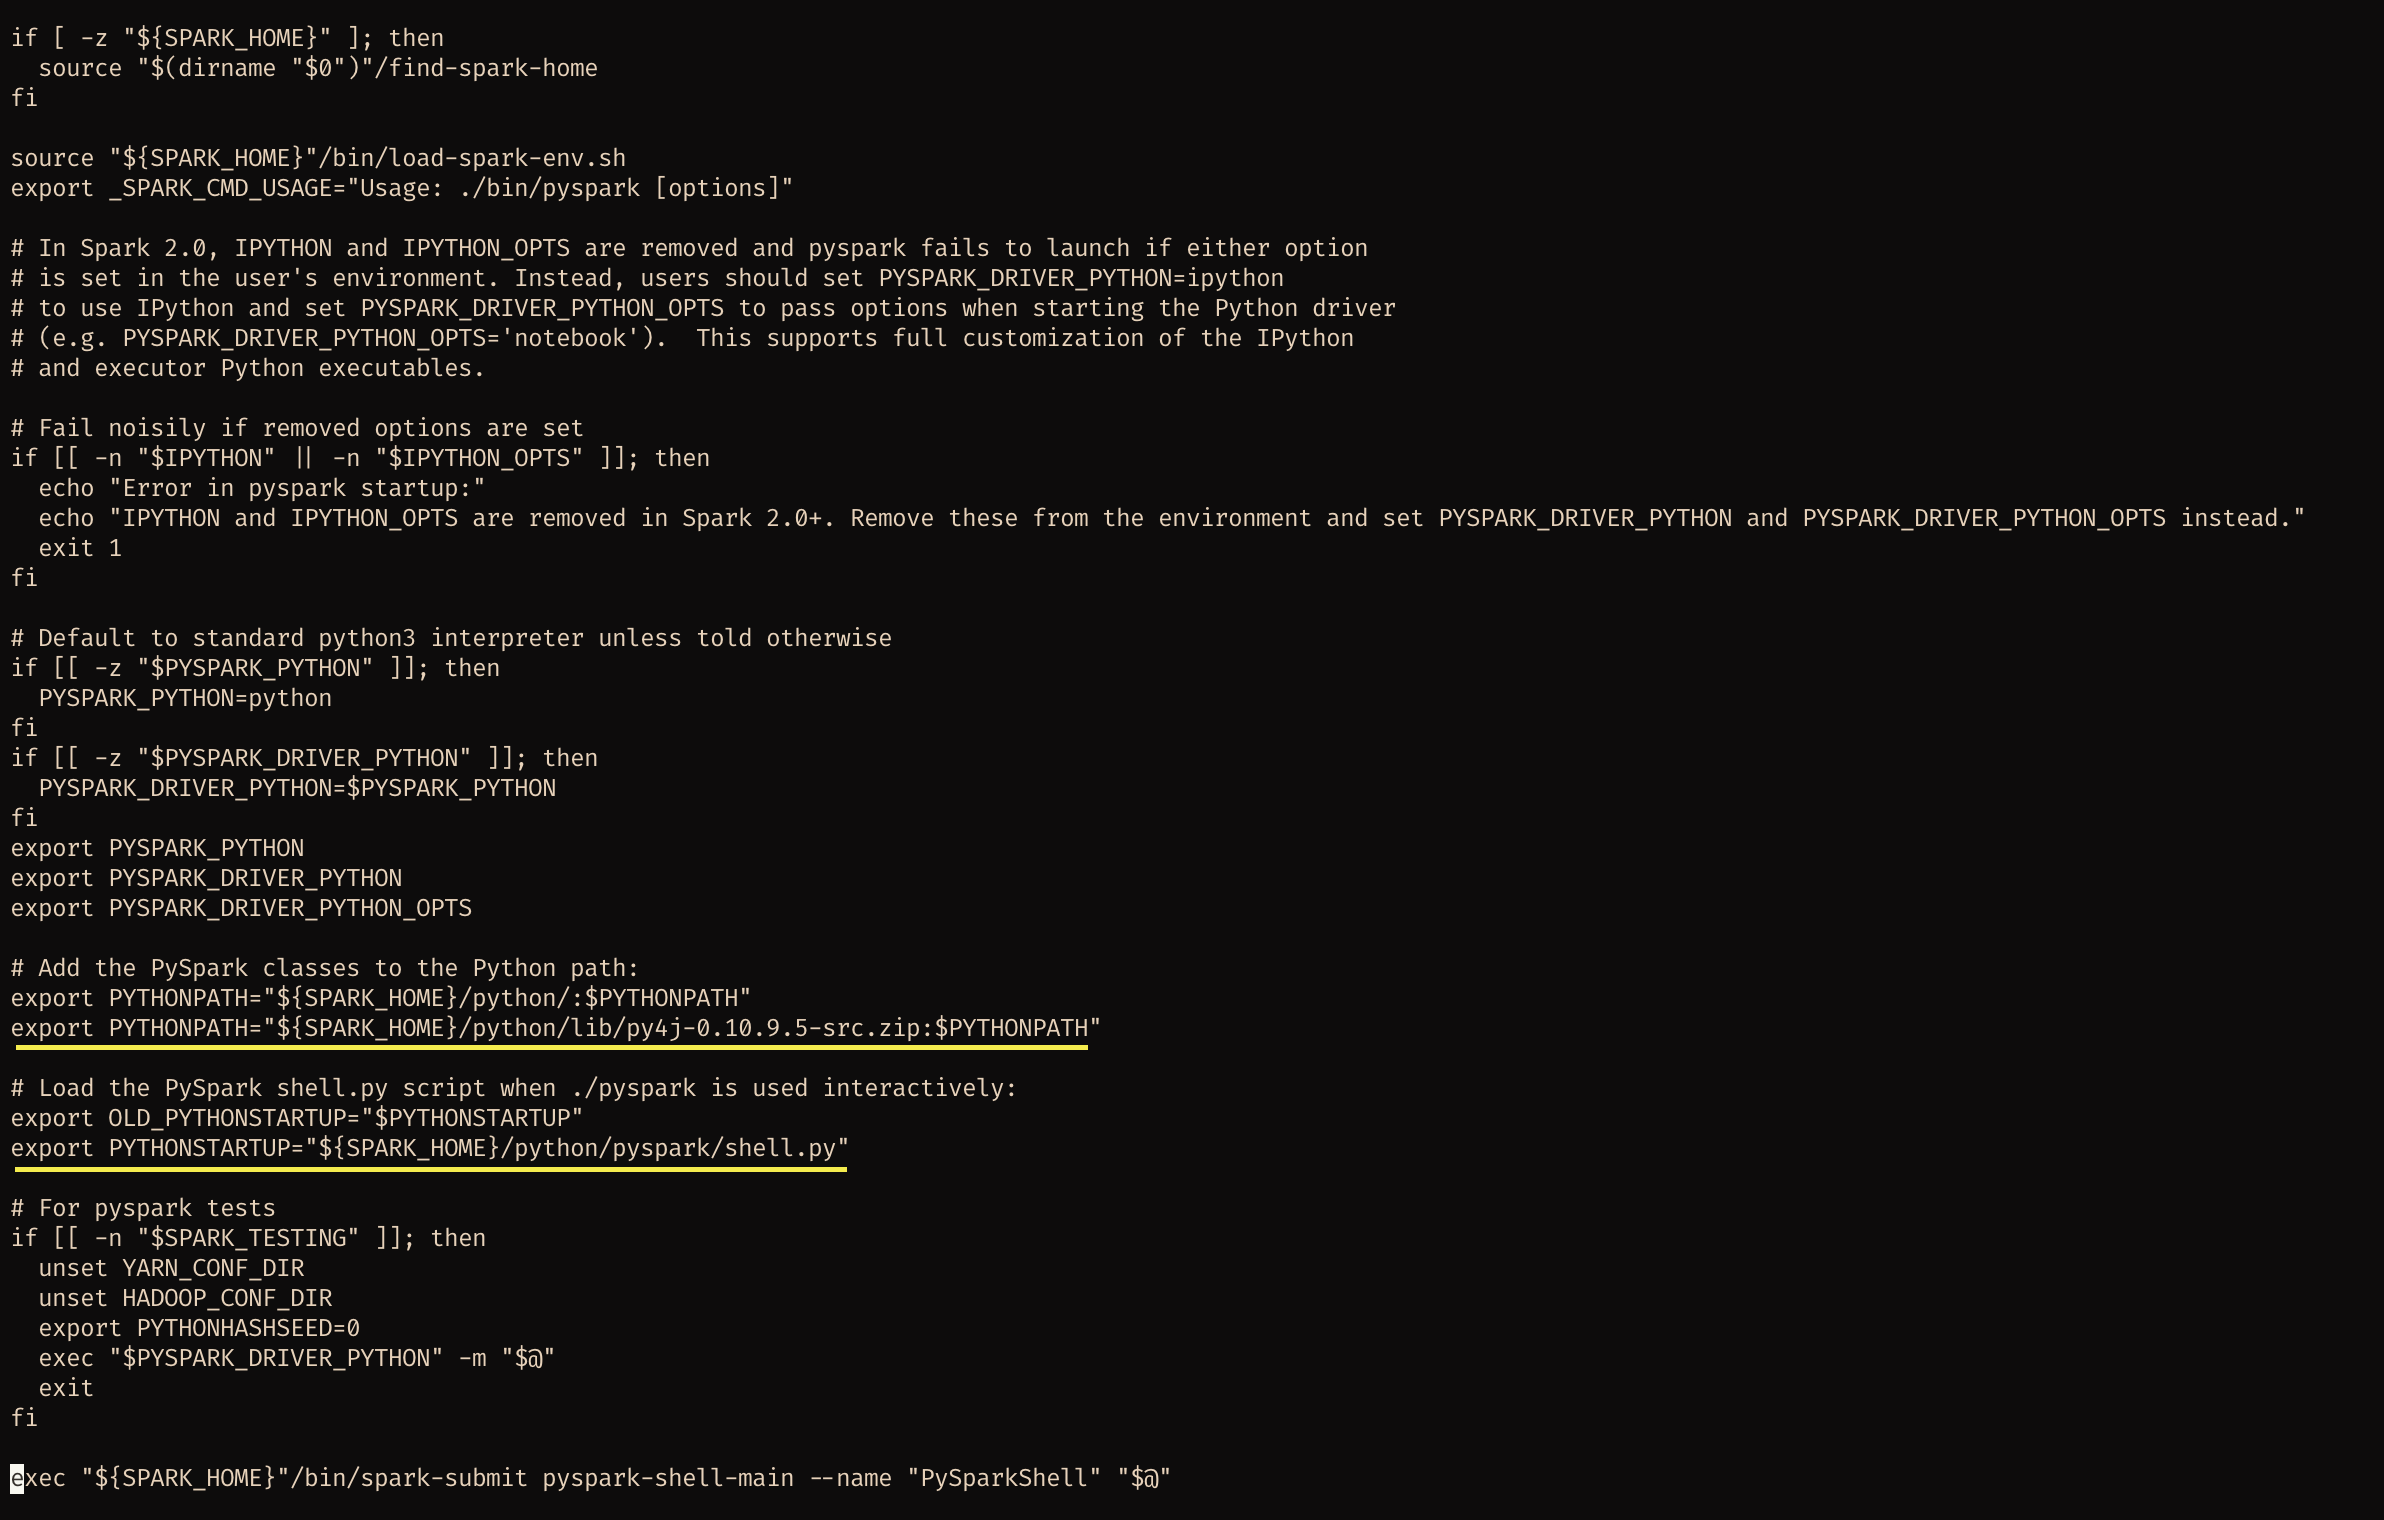 if [ -z "${SPARK_HOME}" ]; then
  source "$(dirname "$0")"/find-spark-home
fi

source "${SPARK_HOME}"/bin/load-spark-env.sh
export _SPARK_CMD_USAGE="Usage: ./bin/pyspark [options]"

# In Spark 2.0, IPYTHON and IPYTHON_OPTS are removed and pyspark fails to launch if either option
# is set in the user's environment. Instead, users should set PYSPARK_DRIVER_PYTHON=ipython
# to use IPython and set PYSPARK_DRIVER_PYTHON_OPTS to pass options when starting the Python driver
# (e.g. PYSPARK_DRIVER_PYTHON_OPTS='notebook').  This supports full customization of the IPython
# and executor Python executables.

# Fail noisily if removed options are set
if [[ -n "$IPYTHON" || -n "$IPYTHON_OPTS" ]]; then
  echo "Error in pyspark startup:"
  echo "IPYTHON and IPYTHON_OPTS are removed in Spark 2.0+. Remove these from the environment and set PYSPARK_DRIVER_PYTHON and PYSPARK_DRIVER_PYTHON_OPTS instead."
  exit 1
fi

# Default to standard python3 interpreter unless told otherwise
if [[ -z "$PYSPARK_PYTHON" ]]; then
  PYSPARK_PYTHON=python
fi
if [[ -z "$PYSPARK_DRIVER_PYTHON" ]]; then
  PYSPARK_DRIVER_PYTHON=$PYSPARK_PYTHON
fi
export PYSPARK_PYTHON
export PYSPARK_DRIVER_PYTHON
export PYSPARK_DRIVER_PYTHON_OPTS

# Add the PySpark classes to the Python path:
export PYTHONPATH="${SPARK_HOME}/python/:$PYTHONPATH"
export PYTHONPATH="${SPARK_HOME}/python/lib/py4j-0.10.9.5-src.zip:$PYTHONPATH"

# Load the PySpark shell.py script when ./pyspark is used interactively:
export OLD_PYTHONSTARTUP="$PYTHONSTARTUP"
export PYTHONSTARTUP="${SPARK_HOME}/python/pyspark/shell.py"

# For pyspark tests
if [[ -n "$SPARK_TESTING" ]]; then
  unset YARN_CONF_DIR
  unset HADOOP_CONF_DIR
  export PYTHONHASHSEED=0
  exec "$PYSPARK_DRIVER_PYTHON" -m "$@"
  exit
fi

exec "${SPARK_HOME}"/bin/spark-submit pyspark-shell-main --name "PySparkShell" "$@"